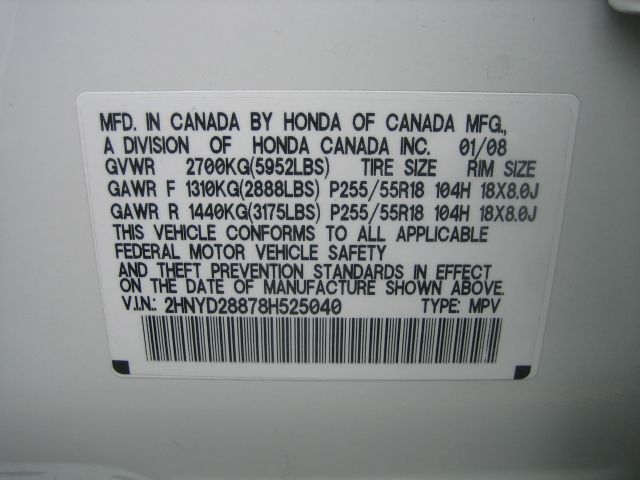 MFD. IN CANADA BY HONDA OF CANADA MFG.,
A DIVISION OF HONDA CANADA INC. 01/08
GVWR 2700KG(5952LBS) TIRE SIZE RIM SIZE
GAWR F 1310KG(2888LBS) P255/55R18 104H 18X8.0J
GAWR R 1440KG(3175LBS) P255/55R18 104H 18X8.0J
THIS VEHICLE CONFORMS TO ALL APPLICABLE
FEDERAL MOTOR VEHICLE SAFETY
AND THEFT PREVENTION STANDARDS IN EFFECT
ON THE DATE OF MANUFACTURE SHOWN ABOVE.
V.I.N.: 2HNYD28878H525040 TYPE: MPV